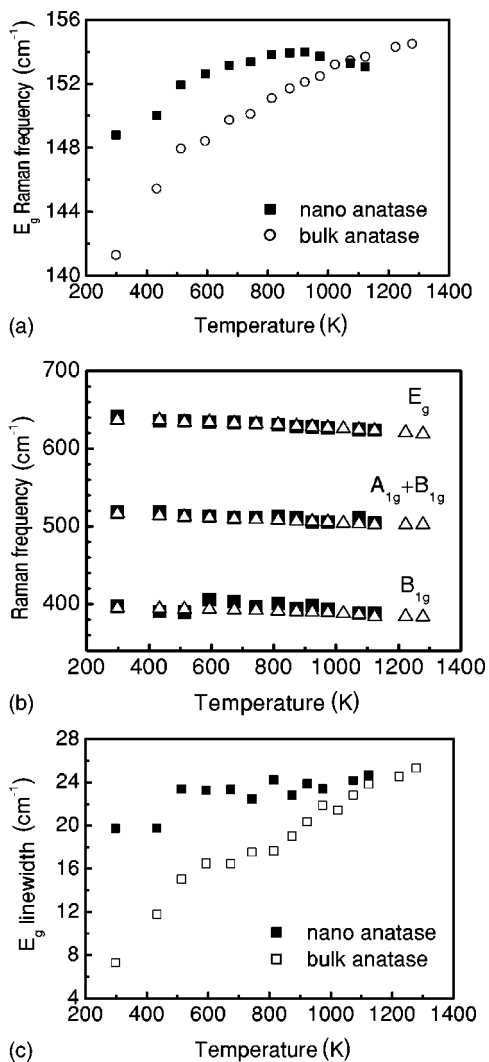 156
152
148
144
140
E_g Raman frequency (cm⁻¹)
nano anatase
bulk anatase
200 400 600 800 1000 1200 1400
(a)
Temperature (K)
700
600
500
400
Raman frequency (cm⁻¹)
E_g
A_1g+B_1g
B_1g
200 400 600 800 1000 1200 1400
(b)
Temperature (K)
28
24
20
16
12
8
4
E_g linewidth (cm⁻¹)
nano anatase
bulk anatase
200 400 600 800 1000 1200 1400
(c)
Temperature (K)